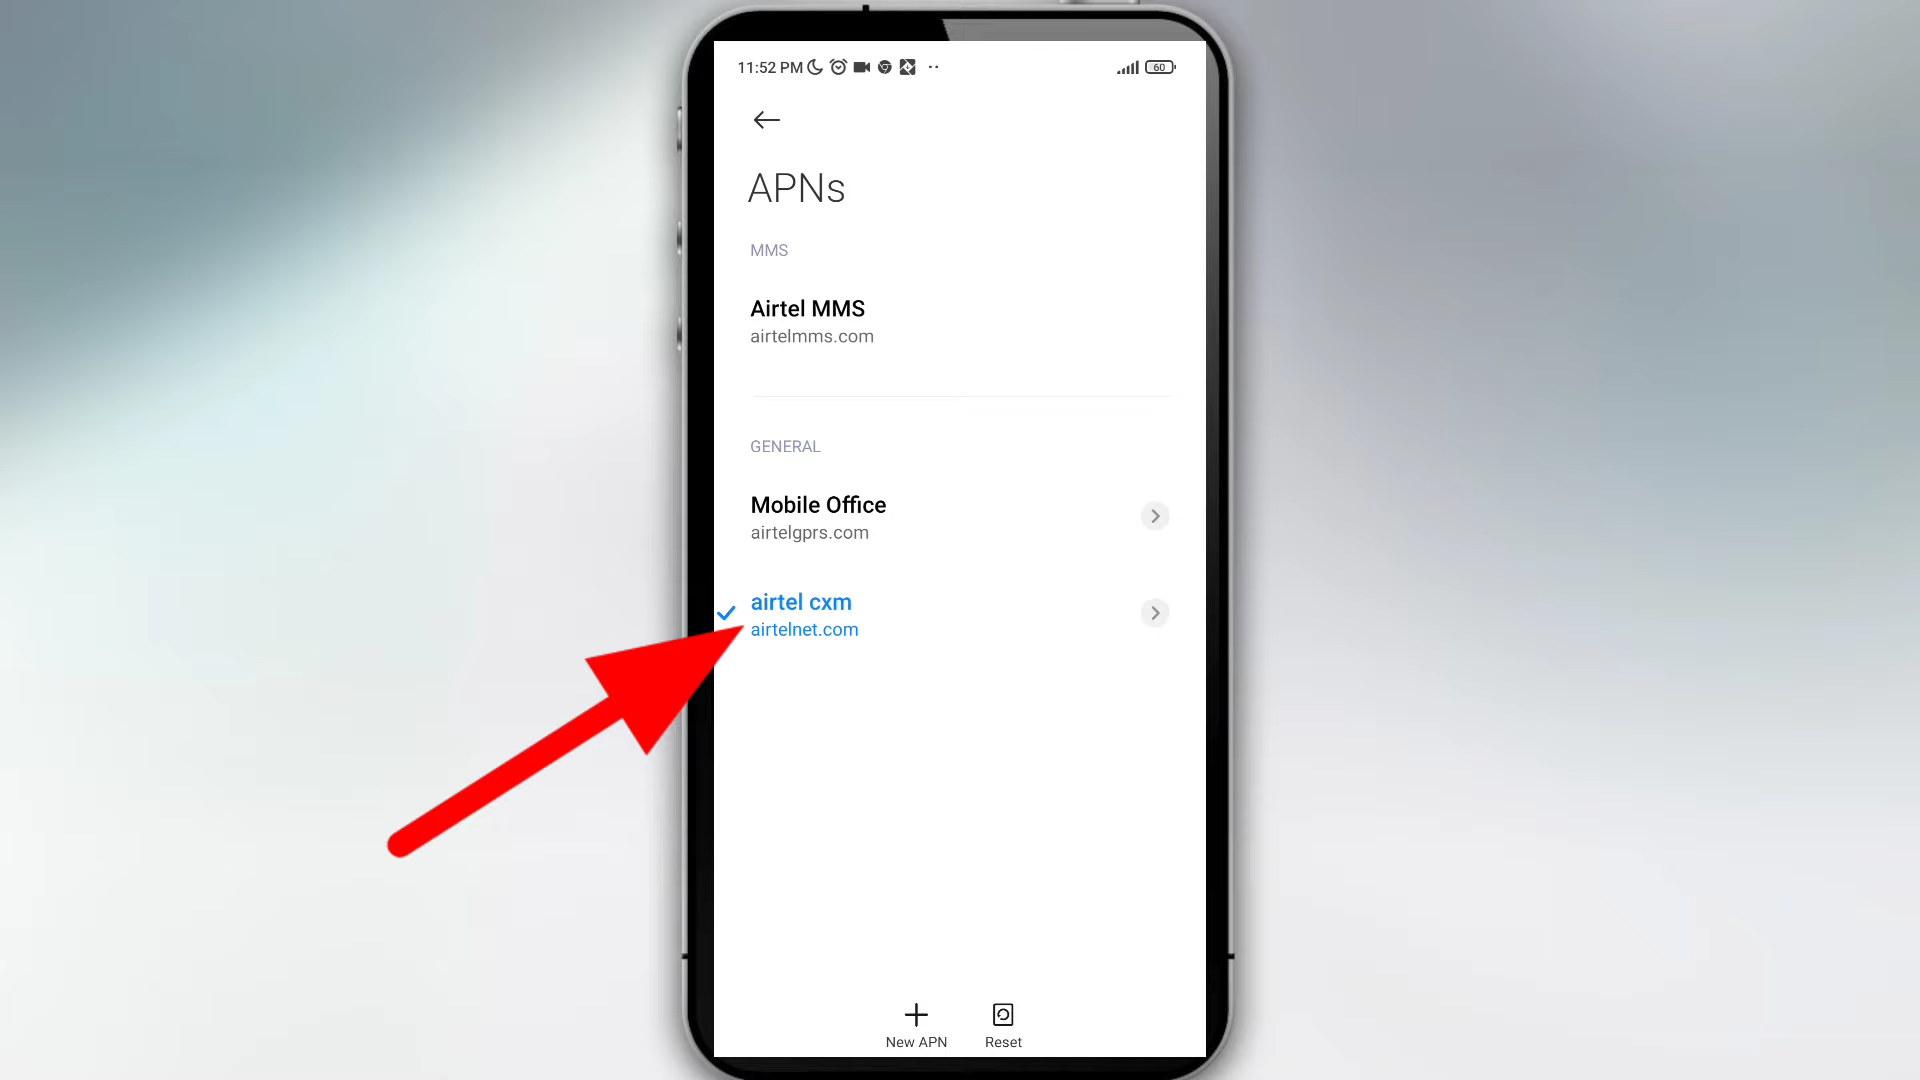 11:52 PM
60
APNs
MMS
Airtel MMS
airtelmms.com
GENERAL
Mobile Office
airtelgprs.com
airtel cxm
airtelnet.com
New APN
Reset